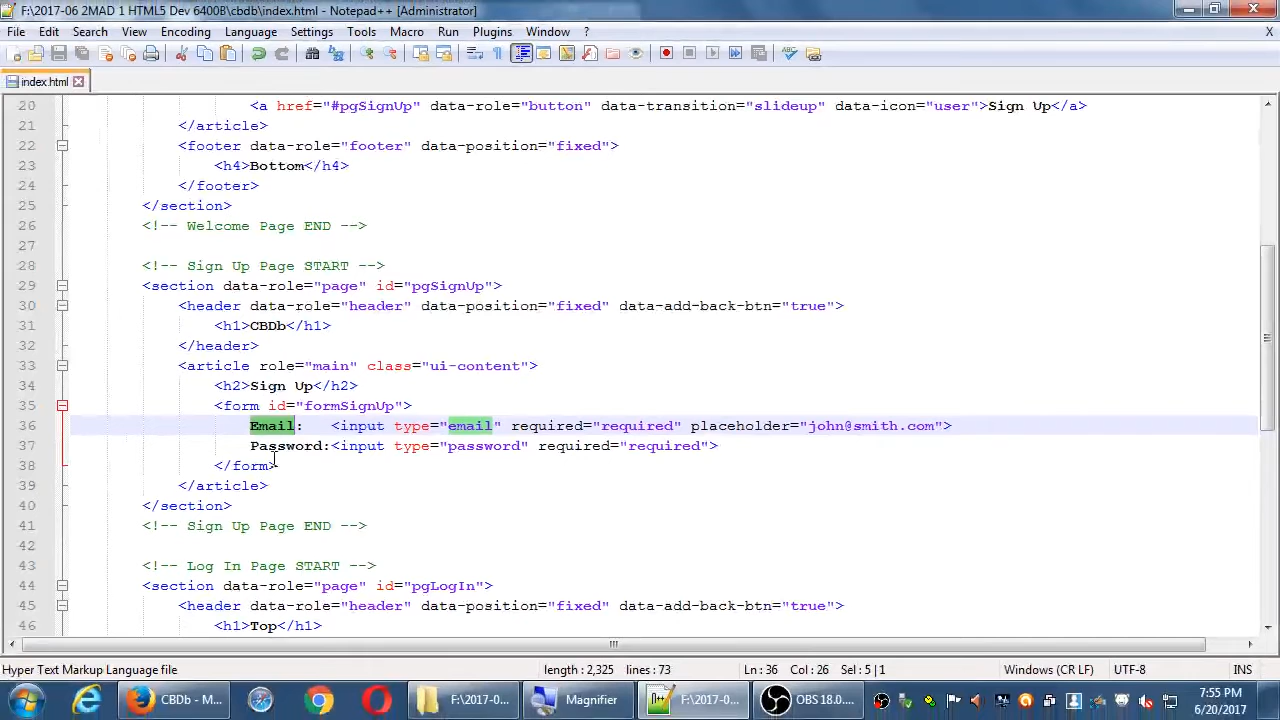 F:\2017-06 2MAD 1 HTML5 Dev 6400B\cbdb\index.html - Notepad++ [Administrator]
File Edit Search View Encoding Language Settings Tools Macro Run Plugins Window ? X
index.html
20 <a href="#pgSignUp" data-role="button" data-transition="slideup" data-icon="user">Sign Up</a>
21 </article>
22 <footer data-role="footer" data-position="fixed">
23 <h4>Bottom</h4>
24 </footer>
25 </section>
26 <!-- Welcome Page END -->
27
28 <!-- Sign Up Page START -->
29 <section data-role="page" id="pgSignUp">
30 <header data-role="header" data-position="fixed" data-add-back-btn="true">
31 <h1>CBDb</h1>
32 </header>
33 <article role="main" class="ui-content">
34 <h2>Sign Up</h2>
35 <form id="formSignUp">
36 Email: <input type="email" required="required" placeholder="john@smith.com">
37 Password:<input type="password" required="required">
38 </form>
39 </article>
40 </section>
41 <!-- Sign Up Page END -->
42
43 <!-- Log In Page START -->
44 <section data-role="page" id="pgLogIn">
45 <header data-role="header" data-position="fixed" data-add-back-btn="true">
46 <h1>Top</h1>
Hyper Text Markup Language file length : 2,325 lines : 73 Ln : 36 Col : 26 Sel : 5 | 1 Windows (CR LF) UTF-8 INS
CBDb - M... F:\2017-0... Magnifier F:\2017-0... OBS 18.0.... 7:55 PM
6/20/2017